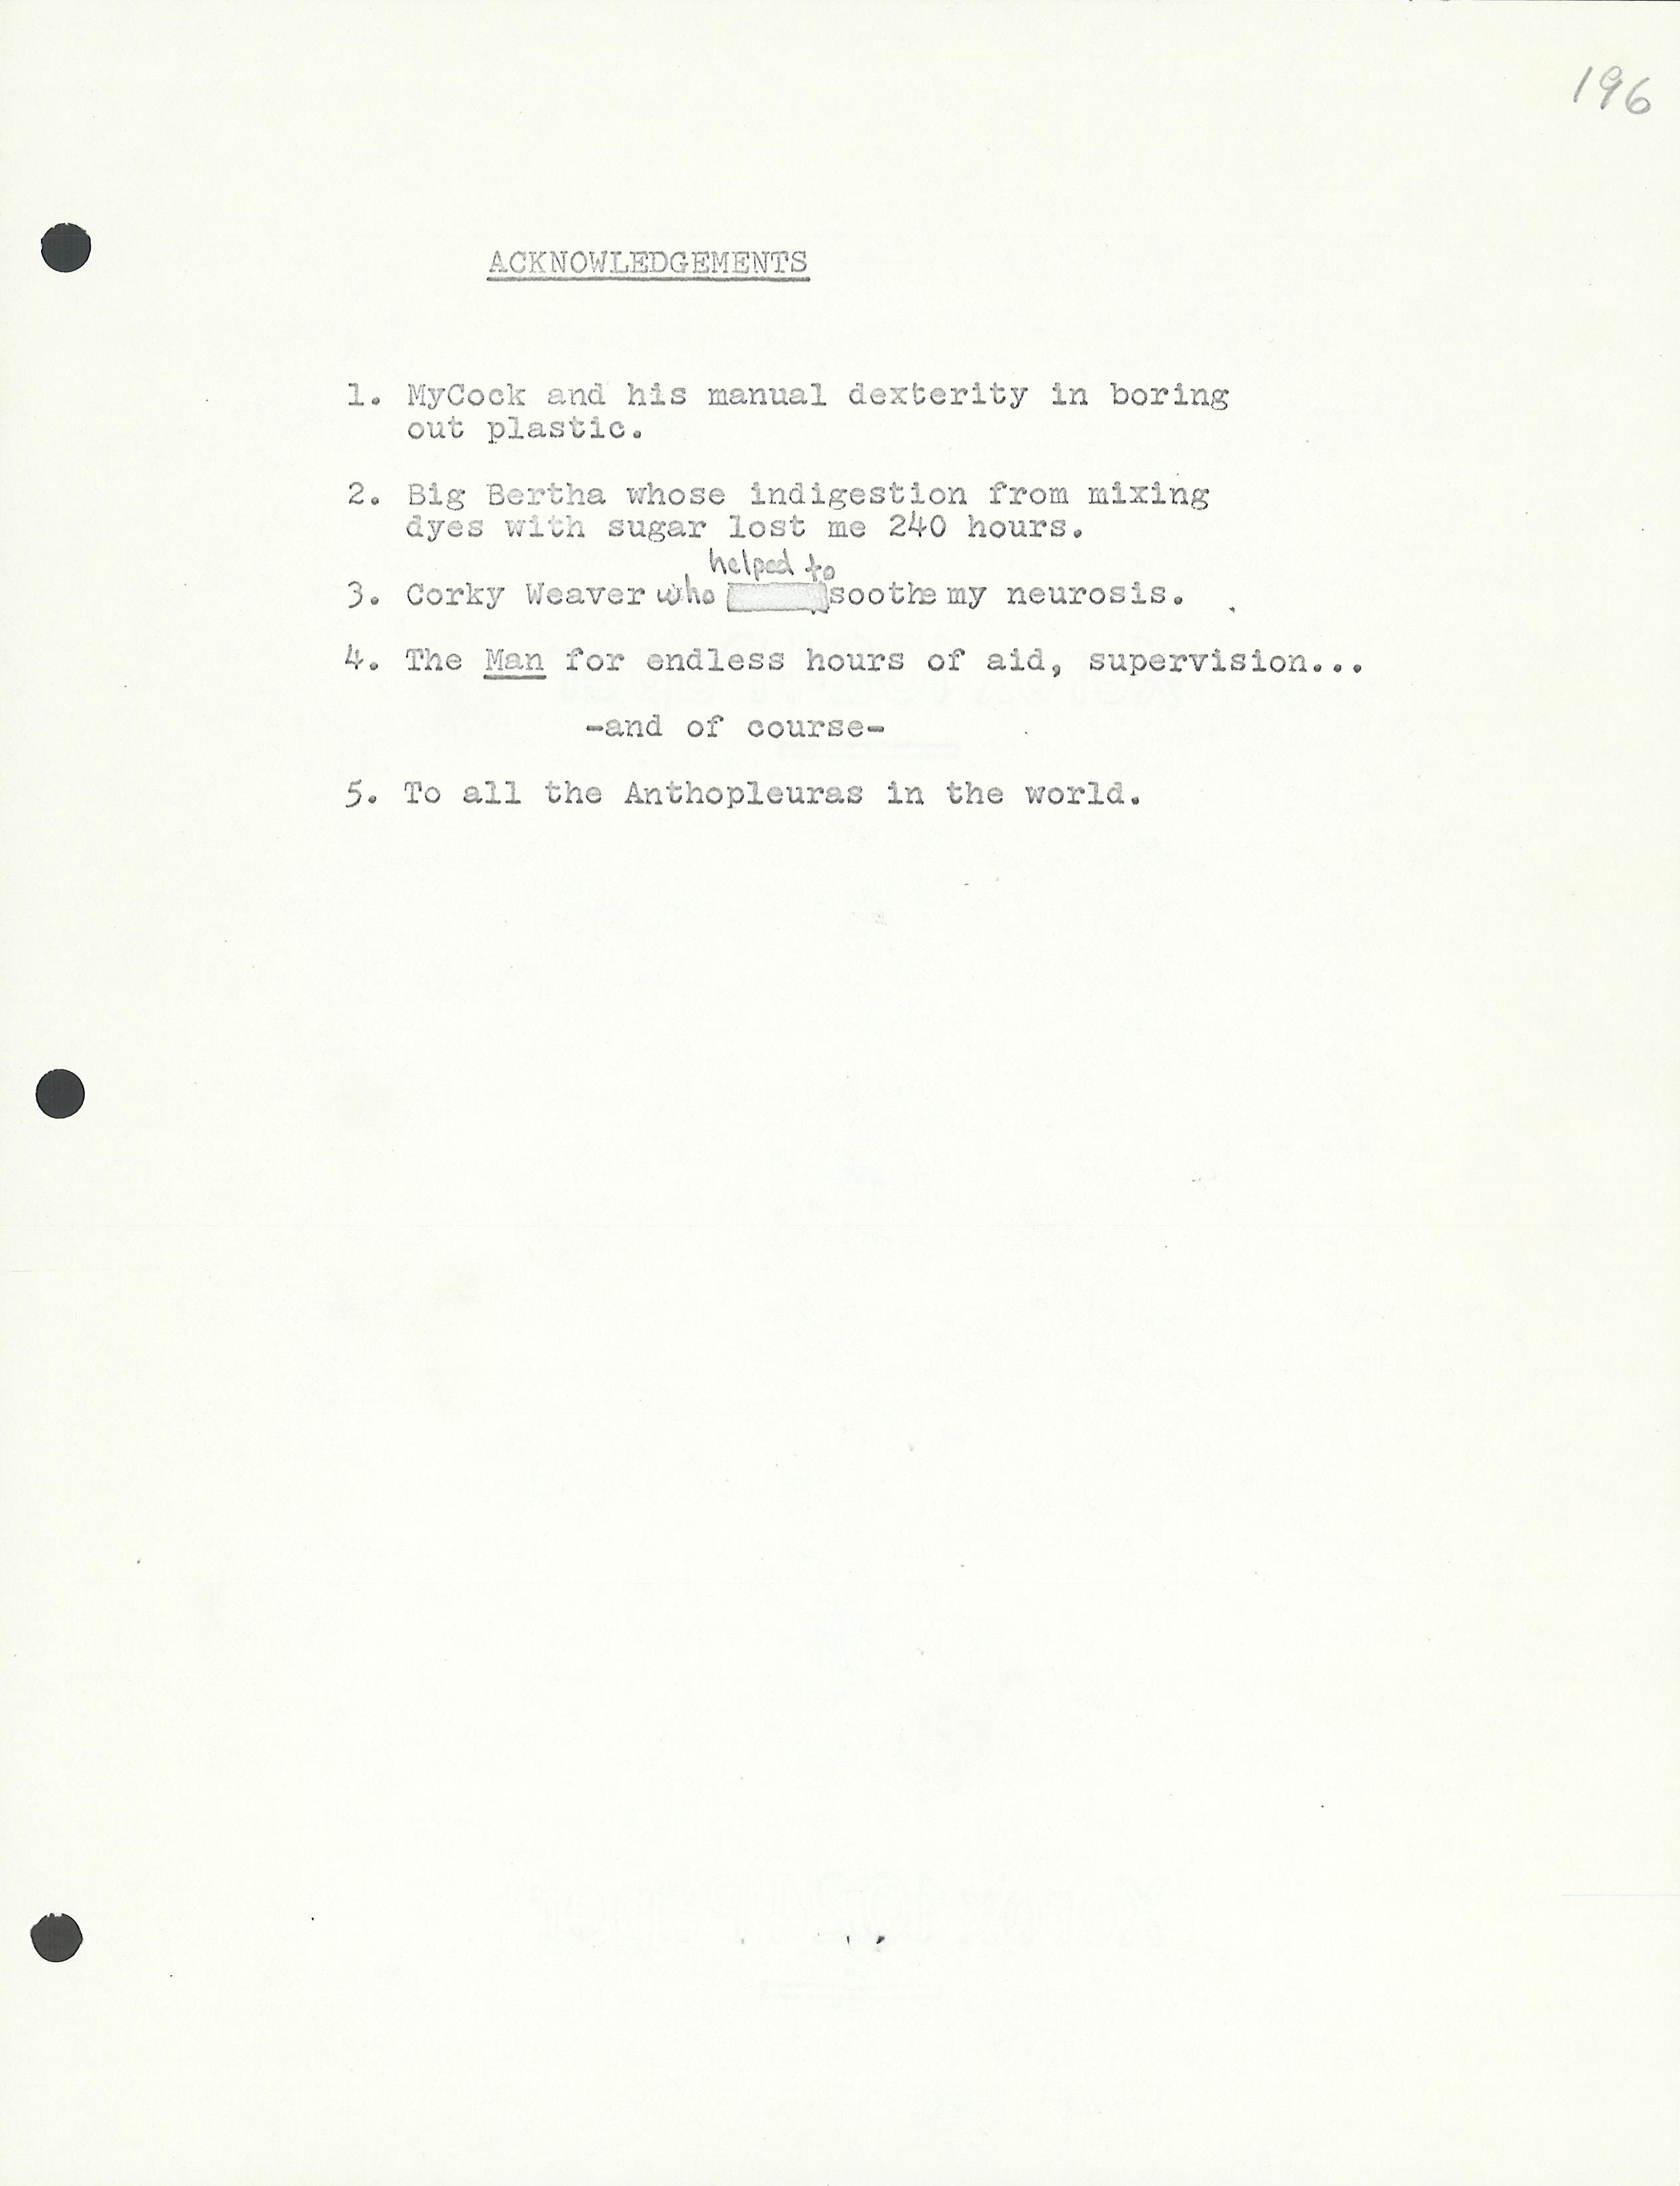 196
ACKNOWLEDGEMENTS
1. MyCock and his manual dexterity in boring
out plastic.
2. Big Bertha whose indigestion from mixing
dyes with sugar lost me 240 hours.
helped to
3. Corky Weaver who soothe my neurosis.
4. The Man for endless hours of aid, supervision...
-and of course-
5. To all the Anthopleuras in the world.